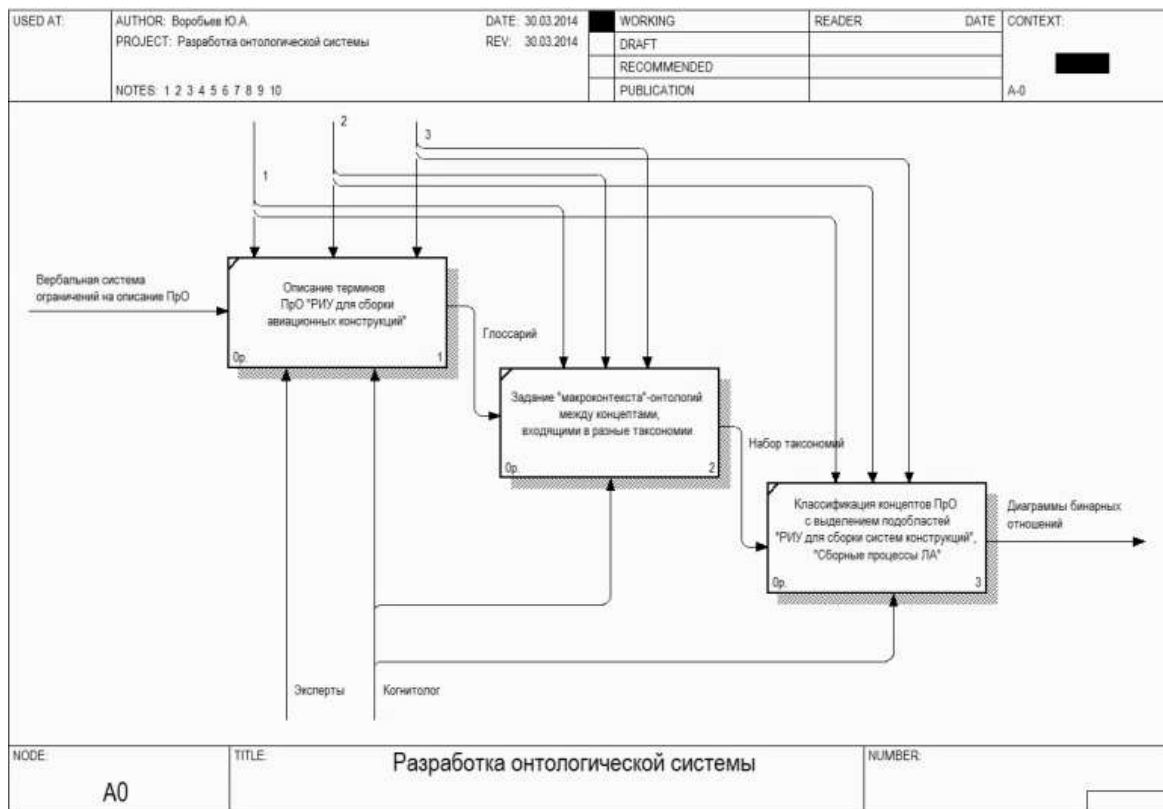 USED AT:
AUTHOR: Воробьев Ю.А.
DATE: 30.03.2014
PROJECT: Разработка онтологической системы
REV: 30.03.2014
NOTES: 1 2 3 4 5 6 7 8 9 10
WORKING
DRAFT
RECOMMENDED
PUBLICATION
READER
DATE
CONTEXT:
A-0
1
2
3
Вербальная система
ограничений на описание ПрО
Описание терминов
ПрО "РИУ для сборки
авиационных конструкций"
0р.
1
Глоссарий
Задание "макроконтекста"-онтологий
между концептами,
входящими в разные таксономии
0р.
2
Набор таксономий
Классификация концептов ПрО
с выделением подобластей
"РИУ для сборки систем конструкций",
"Сборные процессы ЛА"
0р.
3
Диаграммы бинарных
отношений
Эксперты
Когнитолог
NODE:
A0
TITLE:
Разработка онтологической системы
NUMBER: